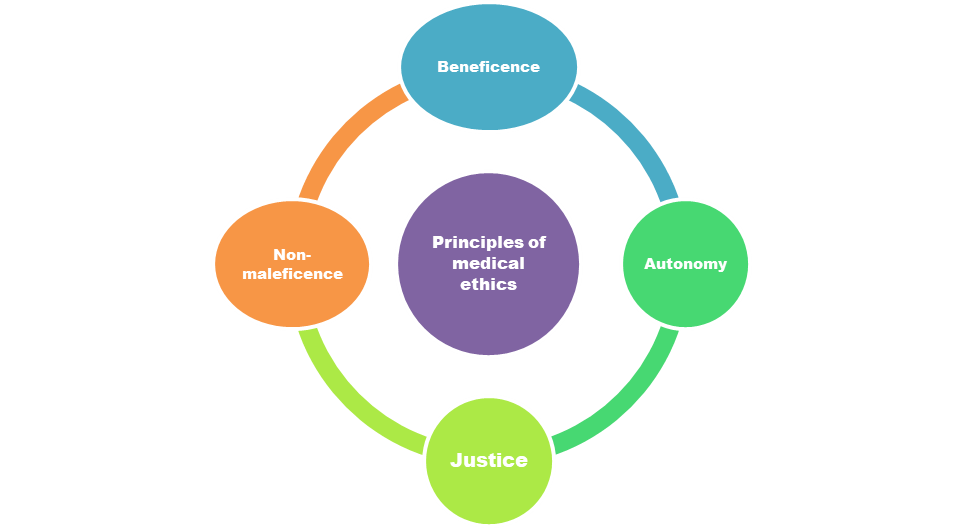 Beneficence
Non-
maleficence
Principles of
medical
ethics
Autonomy
Justice